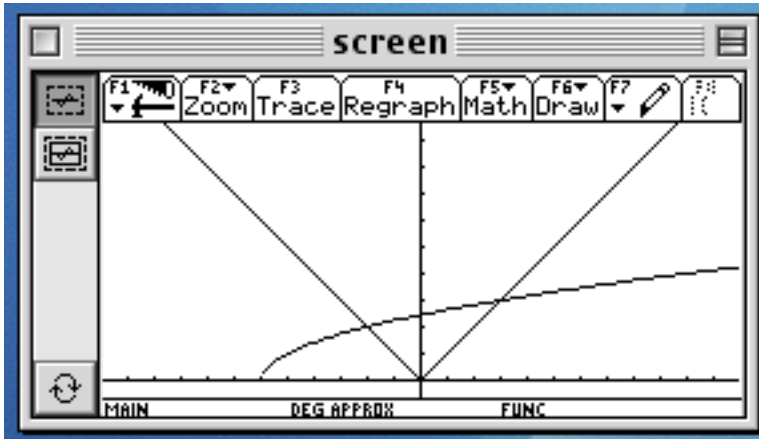 screen
F1 F2 F3 F4 F5 F6 F7
Zoom Trace Regraph Math Draw
MAIN DEG APPROX FUNC